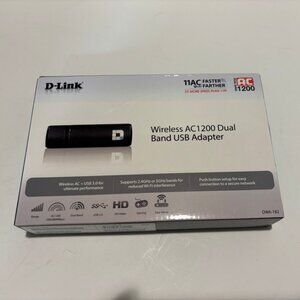 D-Link
11AC FASTER FARTHER
AC
1200
Wireless AC1200 Dual
Band USB Adapter
D
Wireless AC + USB 3.0 for
ultimate performance
Supports 2.4GHz or 5GHz bands for
reduced Wi-Fi interference
Push button setup for easy
connection to a secure network
HD
DWA-182